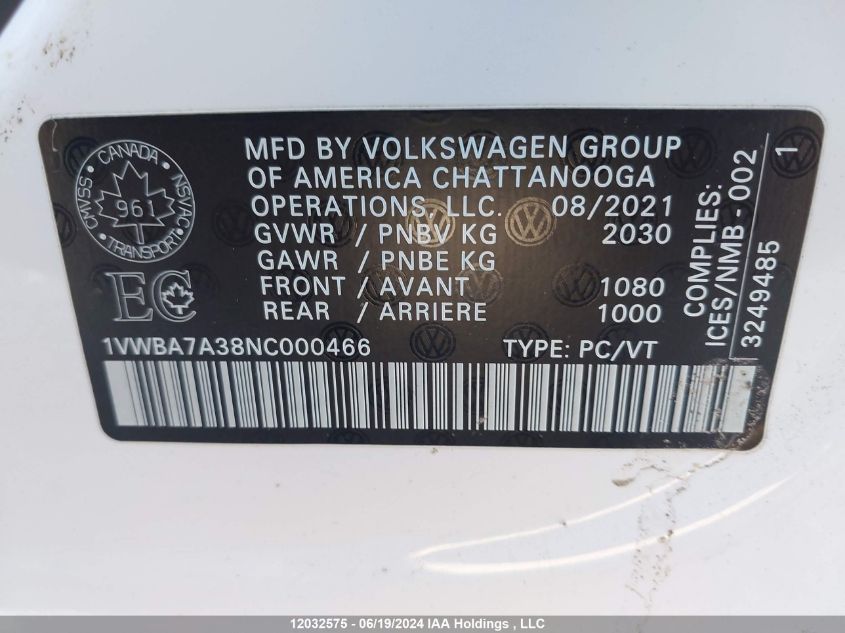 CANADA
CMVSS
961
NSVAC
TRANSPORT
EC
MFD BY VOLKSWAGEN GROUP
OF AMERICA CHATTANOOGA
OPERATIONS, LLC. 08/2021
GVWR / PNBV KG 2030
GAWR / PNBE KG
FRONT / AVANT 1080
REAR / ARRIERE 1000
1VWBA7A38NC000466 TYPE: PC/VT
COMPLIES:
ICES/NMB-002
3249485 1
12032575 - 06/19/2024 IAA Holdings , LLC